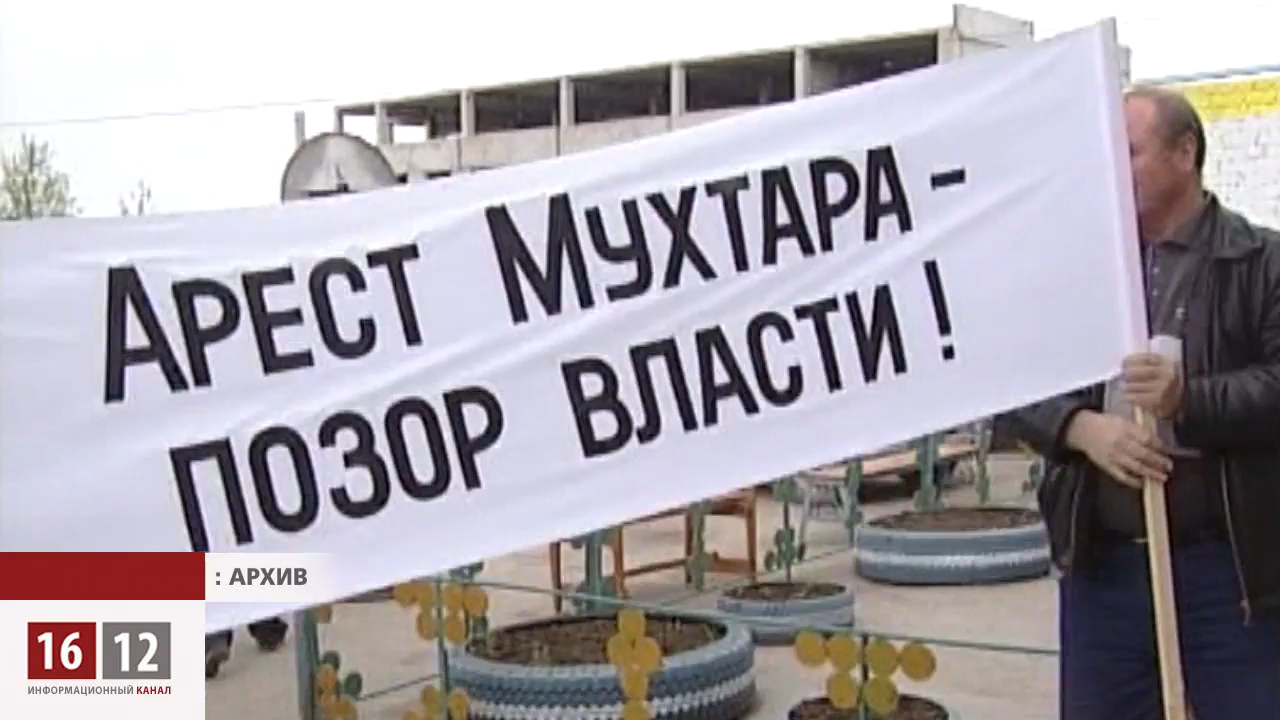 АРЕСТ МУХТАРА -
ПОЗОР ВЛАСТИ !
: АРХИВ
16 12
ИНФОРМАЦИОННЫЙ КАНАЛ